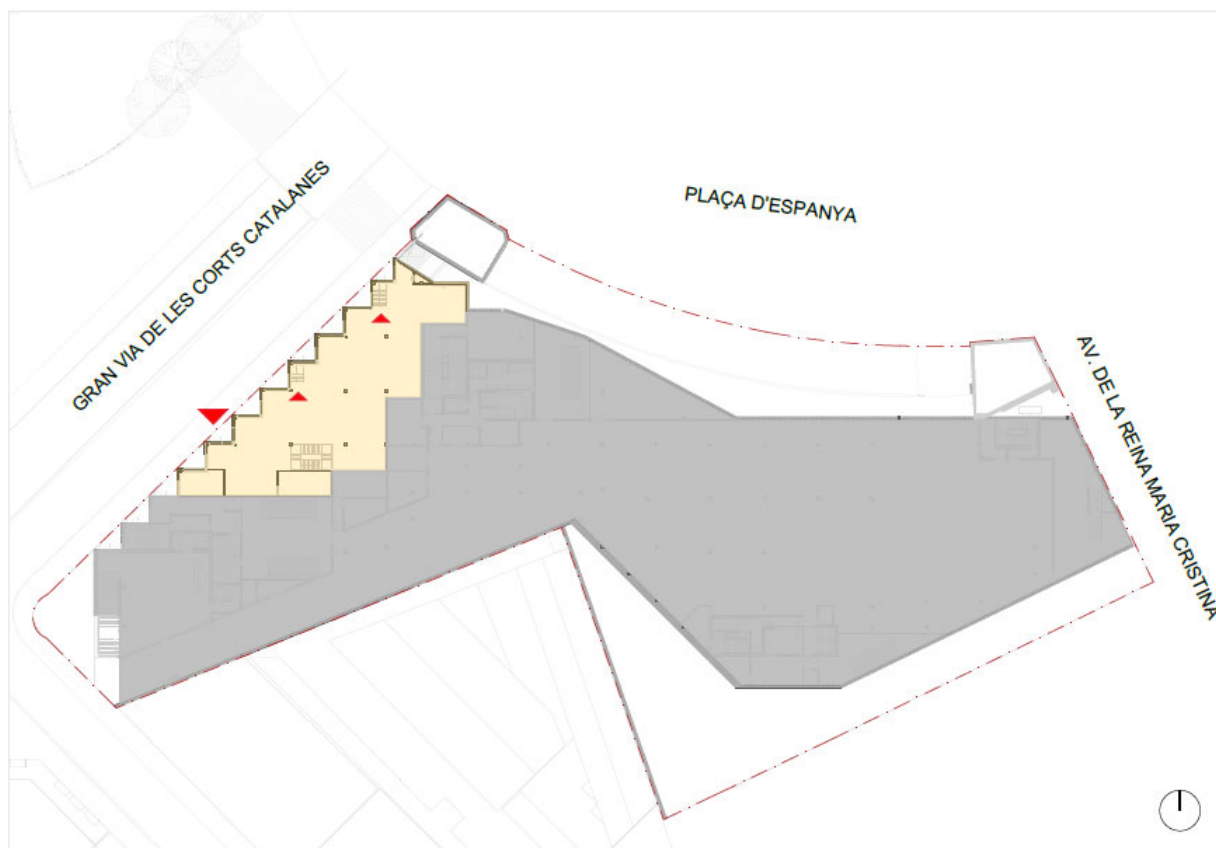 GRAN VIA DE LES CORTS CATALANES
PLAÇA D'ESPANYA
AV. DE LA REINA MARIA CRISTINA